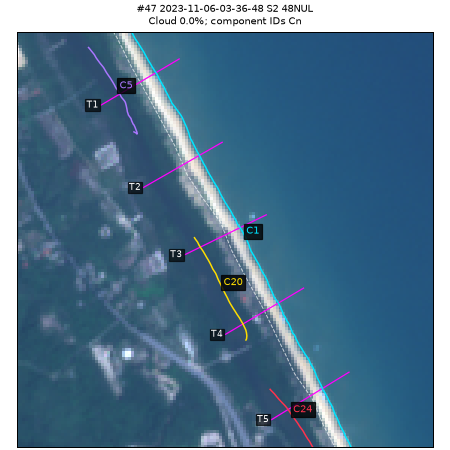 #47 2023-11-06-03-36-48 S2 48NUL
Cloud 0.0%; component IDs Cn
C5
T1
T2
C1
T3
C20
T4
C24
T5